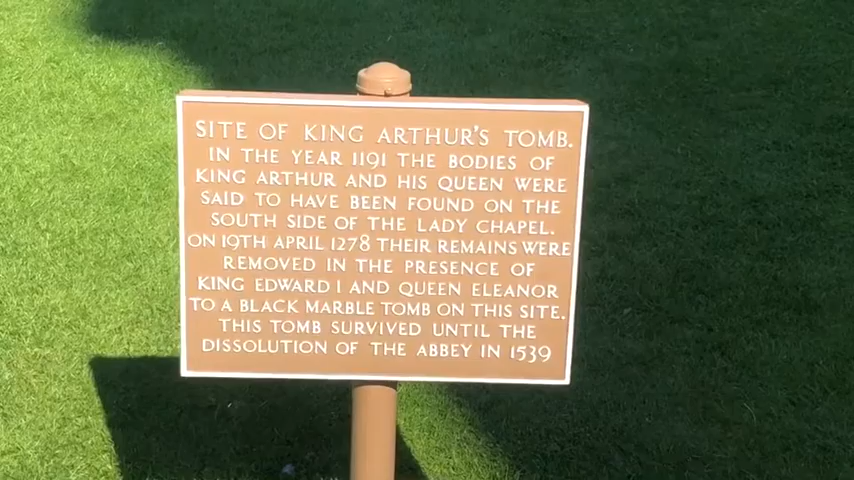 SITE OF KING ARTHUR'S TOMB.
IN THE YEAR 1191 THE BODIES OF
KING ARTHUR AND HIS QUEEN WERE
SAID TO HAVE BEEN FOUND ON THE
SOUTH SIDE OF THE LADY CHAPEL.
ON 19TH APRIL 1278 THEIR REMAINS WERE
REMOVED IN THE PRESENCE OF
KING EDWARD I AND QUEEN ELEANOR
TO A BLACK MARBLE TOMB ON THIS SITE.
THIS TOMB SURVIVED UNTIL THE
DISSOLUTION OF THE ABBEY IN 1539